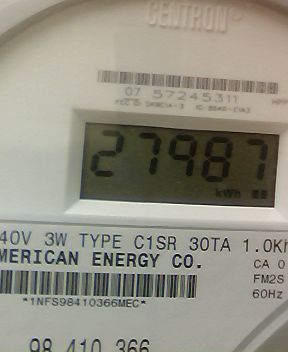 CENTRON®
07 57245311
27987
kWh
40V 3W TYPE C1SR 30TA 1.0Kh
MERICAN ENERGY CO.
CA 0
FM2S
60Hz
*1NFS98410366MEC*
98 410 366